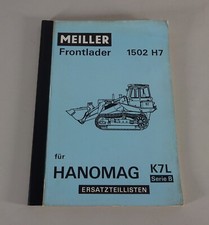 MEILLER
Frontlader 1502 H7
für
HANOMAG K7L
Serie B
ERSATZTEILLISTEN